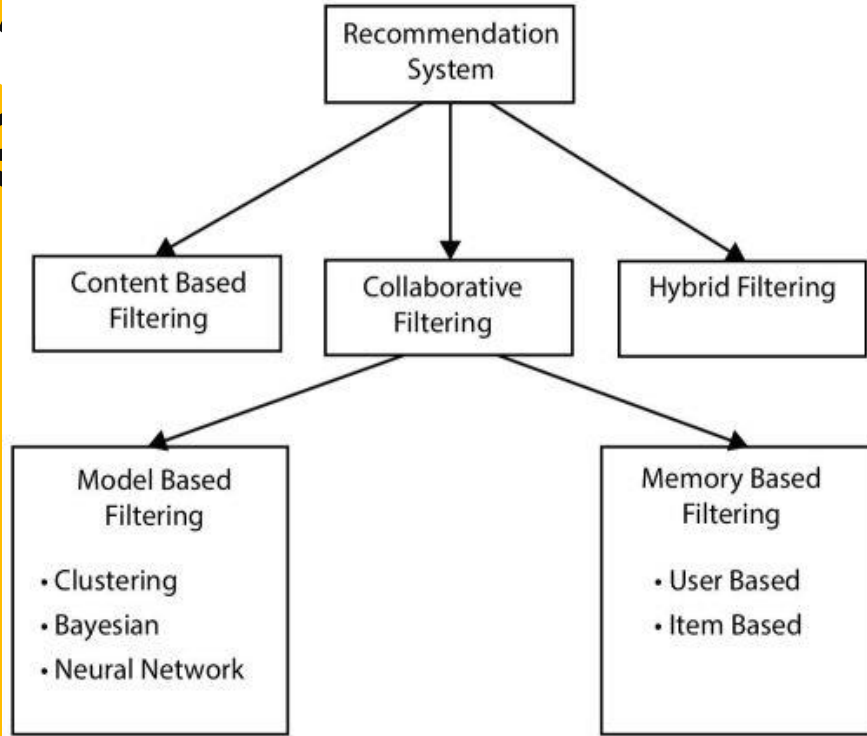 Recommendation
System
Content Based
Filtering
Collaborative
Filtering
Hybrid Filtering
Model Based
Filtering
• Clustering
• Bayesian
• Neural Network
Memory Based
Filtering
• User Based
• Item Based